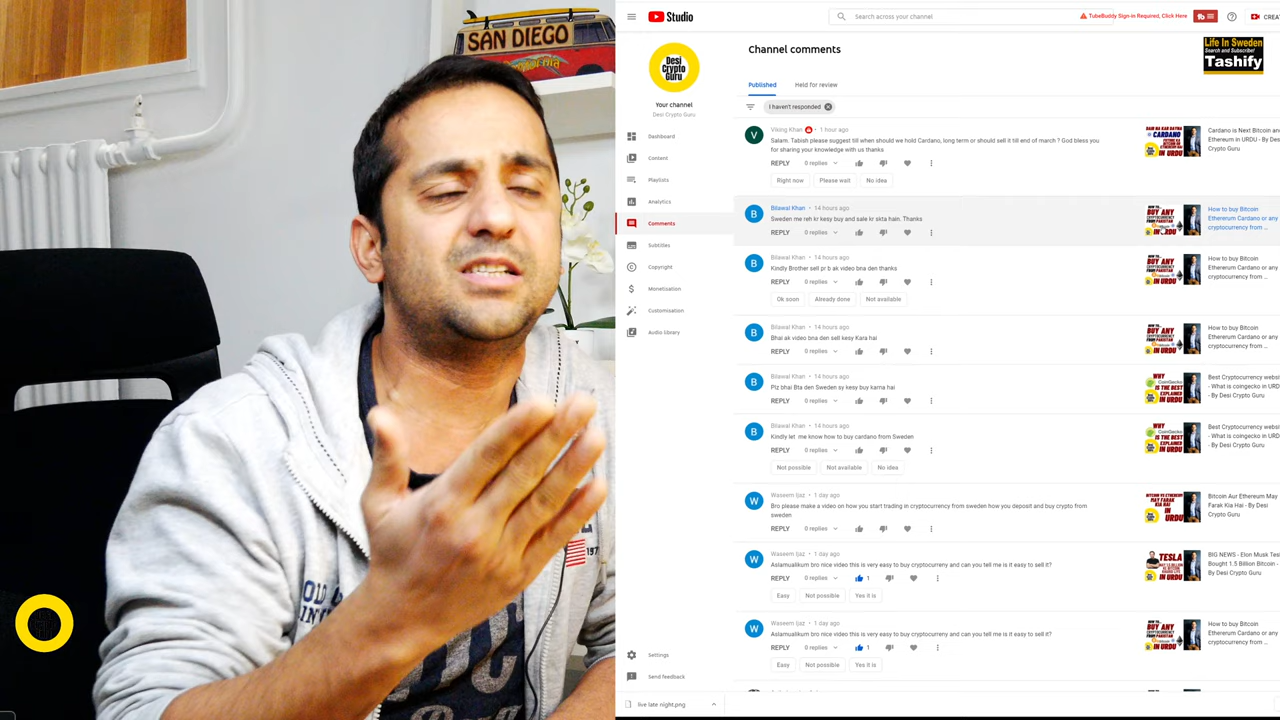 SAN DIEGO
Studio
Search across your channel
TubeBuddy Sign-in Required, Click Here
CREA
Desi
Crypto
Guru
Your channel
Desi Crypto Guru
Dashboard
Content
Playlists
Analytics
Comments
Subtitles
Copyright
Monetisation
Customisation
Audio library
Settings
Send feedback
Channel comments
Life In Sweden
Search and Subscribe!
Tashify
Published
Held for review
I haven't responded
Viking Khan • 1 hour ago
Salam. Tabish please suggest till when should we hold Cardano, long term or should sell it till end of march ? God bless you
for sharing your knowledge with us thanks
REPLY 0 replies
Right now Please wait No idea
Cardano is Next Bitcoin and
Ethereum in URDU - By Desi
Crypto Guru
Bilawal Khan • 14 hours ago
Sweden me reh kr kesy buy and sale kr skta hain. Thanks
REPLY 0 replies
How to buy Bitcoin
Ethererum Cardano or any
cryptocurrency from ...
Bilawal Khan • 14 hours ago
Kindly Brother sell pr b ak video bna den thanks
REPLY 0 replies
Ok soon Already done Not available
How to buy Bitcoin
Ethererum Cardano or any
cryptocurrency from ...
Bilawal Khan • 14 hours ago
Bhai ak video bna den sell kesy Kara hai
REPLY 0 replies
How to buy Bitcoin
Ethererum Cardano or any
cryptocurrency from ...
Bilawal Khan • 14 hours ago
Plz bhai Bta den Sweden sy kesy buy karna hai
REPLY 0 replies
Best Cryptocurrency websi
- What is coingecko in URD
- By Desi Crypto Guru
Bilawal Khan • 14 hours ago
Kindly let me know how to buy cardano from Sweden
REPLY 0 replies
Not possible Not available No idea
Best Cryptocurrency websi
- What is coingecko in URD
- By Desi Crypto Guru
Waseem Ijaz • 1 day ago
Bro please make a video on how you start trading in cryptocurrency from sweden how you deposit and buy crypto from
sweden
REPLY 0 replies
Bitcoin Aur Ethereum May
Farak Kia Hai - By Desi
Crypto Guru
Waseem Ijaz • 1 day ago
Aslamualikum bro nice video this is very easy to buy cryptocurreny and can you tell me is it easy to sell it?
REPLY 0 replies 1
Easy Not possible Yes it is
BIG NEWS - Elon Musk Tesl
Bought 1.5 Billion Bitcoin -
By Desi Crypto Guru
Waseem Ijaz • 1 day ago
Aslamualikum bro nice video this is very easy to buy cryptocurreny and can you tell me is it easy to sell it?
REPLY 0 replies 1
Easy Not possible Yes it is
How to buy Bitcoin
Ethererum Cardano or any
cryptocurrency from ...
live late night.png